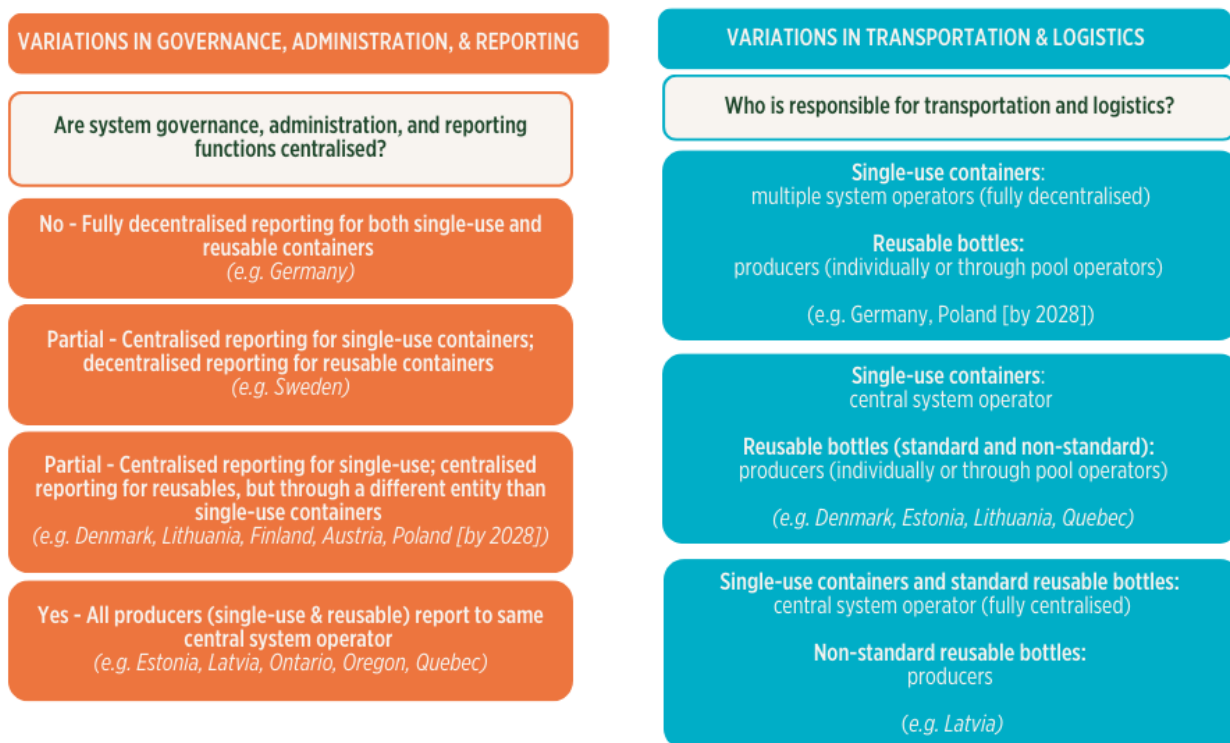 VARIATIONS IN GOVERNANCE, ADMINISTRATION, & REPORTING
Are system governance, administration, and reporting
functions centralised?
No - Fully decentralised reporting for both single-use and
reusable containers
(e.g. Germany)
Partial - Centralised reporting for single-use containers;
decentralised reporting for reusable containers
(e.g. Sweden)
Partial - Centralised reporting for single-use; centralised
reporting for reusables, but through a different entity than
single-use containers
(e.g. Denmark, Lithuania, Finland, Austria, Poland [by 2028])
Yes - All producers (single-use & reusable) report to same
central system operator
(e.g. Estonia, Latvia, Ontario, Oregon, Quebec)
VARIATIONS IN TRANSPORTATION & LOGISTICS
Who is responsible for transportation and logistics?
Single-use containers:
multiple system operators (fully decentralised)
Reusable bottles:
producers (individually or through pool operators)
(e.g. Germany, Poland [by 2028])
Single-use containers:
central system operator
Reusable bottles (standard and non-standard):
producers (individually or through pool operators)
(e.g. Denmark, Estonia, Lithuania, Quebec)
Single-use containers and standard reusable bottles:
central system operator (fully centralised)
Non-standard reusable bottles:
producers
(e.g. Latvia)